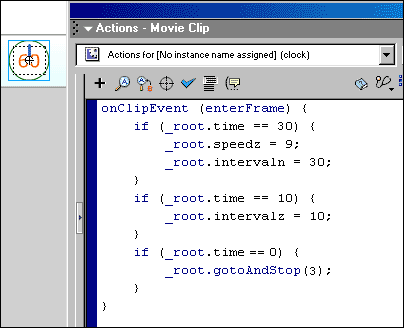 Actions - Movie Clip
Actions for [No instance name assigned] (clock)
60
onClipEvent (enterFrame) {
if (_root.time == 30) {
_root.speedz = 9;
_root.intervaln = 30;
}
if (_root.time == 10) {
_root.intervalz = 10;
}
if (_root.time == 0) {
_root.gotoAndStop(3);
}
}